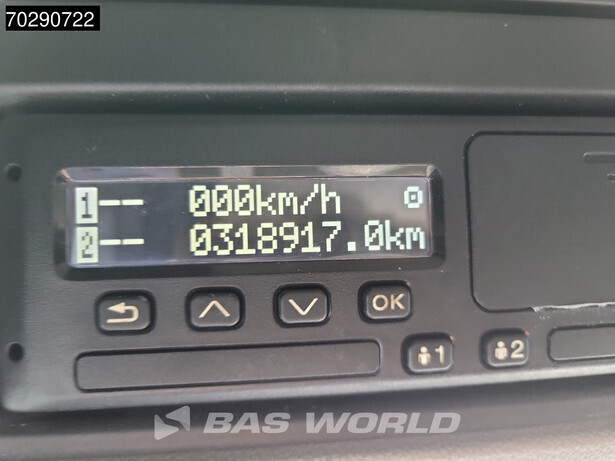 70290722
1-- 000km/h
2-- 0318917.0km
OK
1 2
BAS WORLD